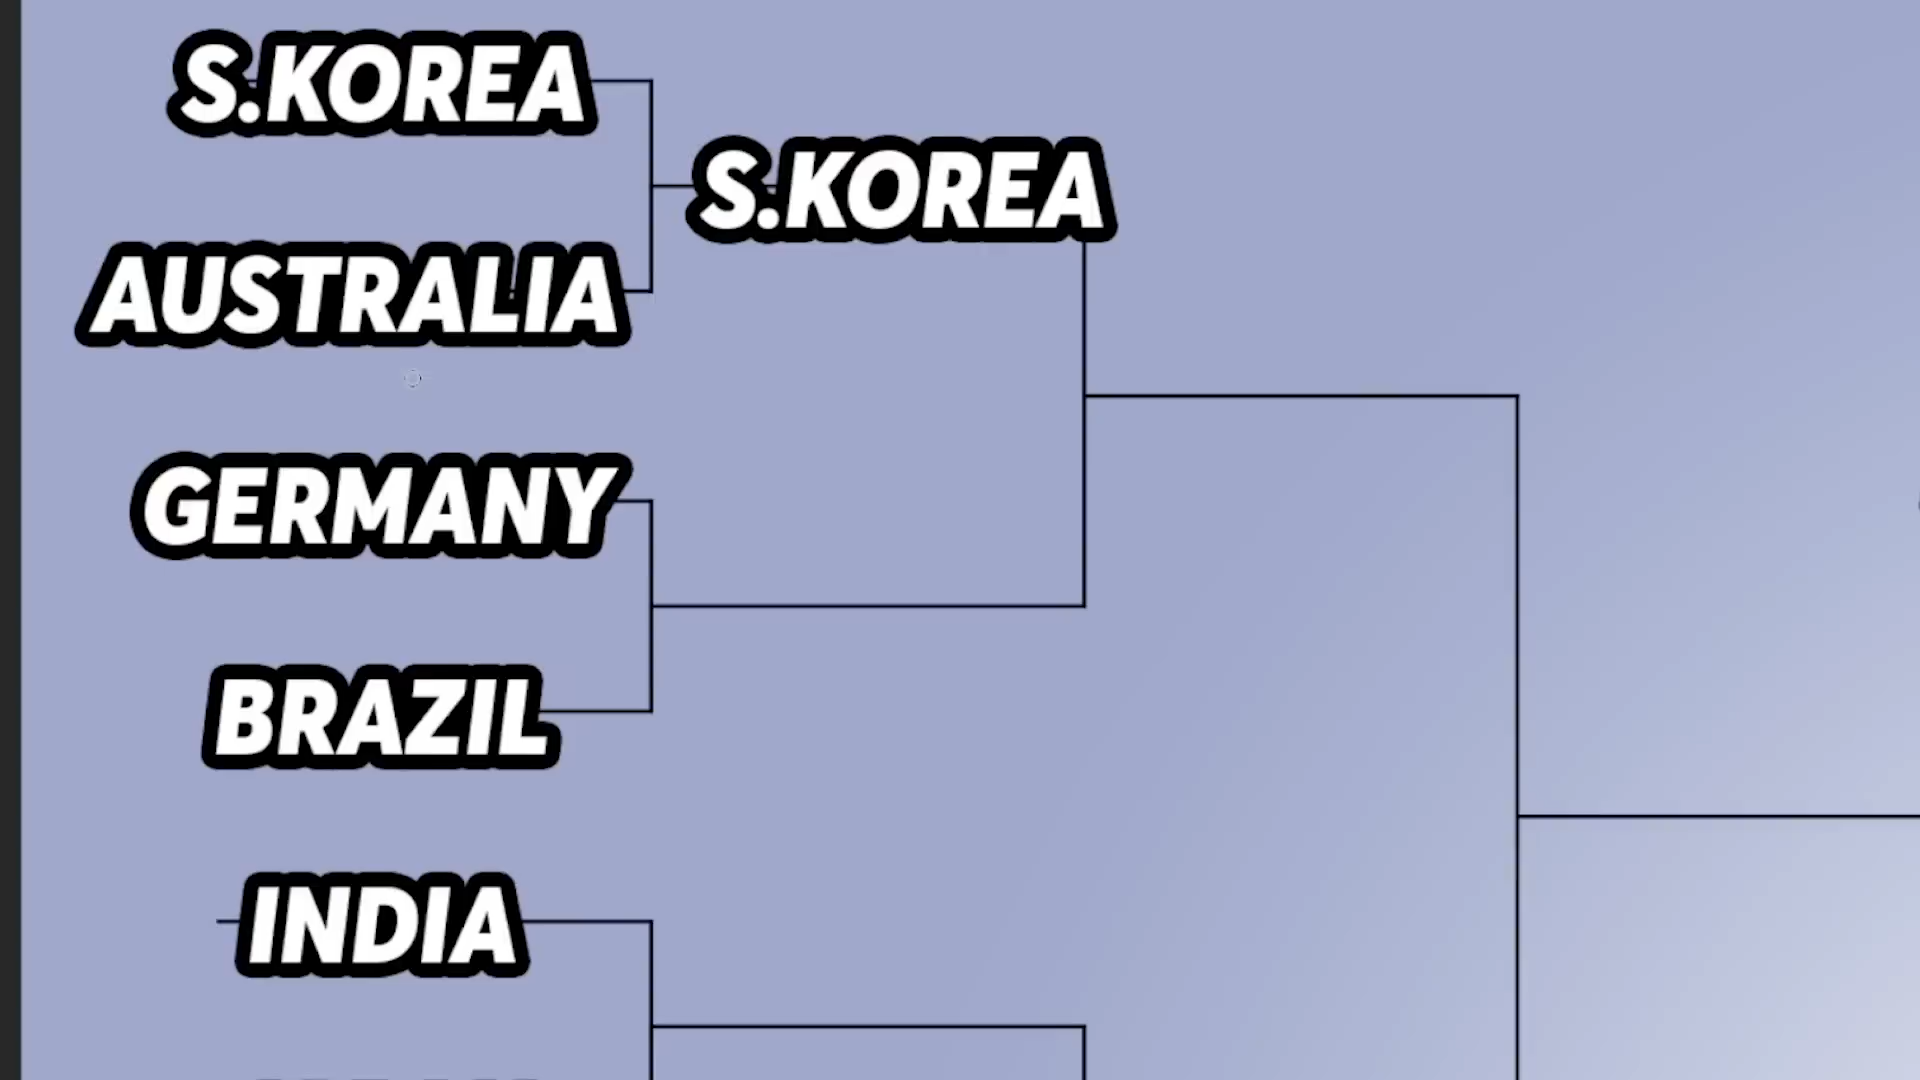 S.KOREA
S.KOREA
AUSTRALIA
GERMANY
BRAZIL
INDIA